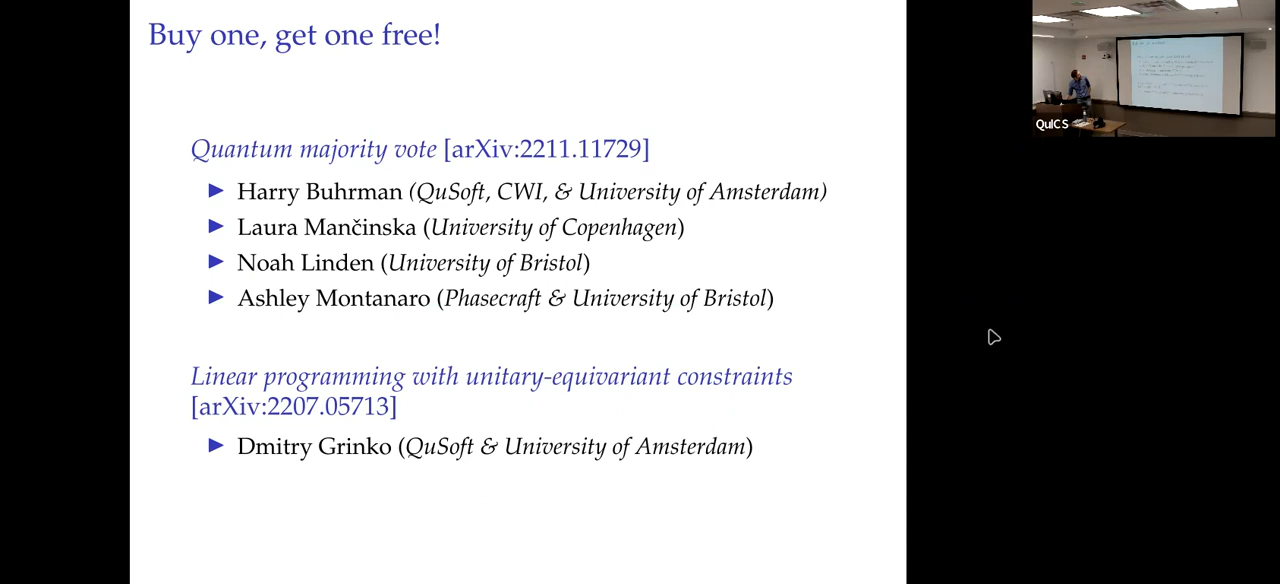 Buy one, get one free!
Quantum majority vote [arXiv:2211.11729]
Harry Buhrman (QuSoft, CWI, & University of Amsterdam)
Laura Mančinska (University of Copenhagen)
Noah Linden (University of Bristol)
Ashley Montanaro (Phasecraft & University of Bristol)
Linear programming with unitary-equivariant constraints
[arXiv:2207.05713]
Dmitry Grinko (QuSoft & University of Amsterdam)
QuICS